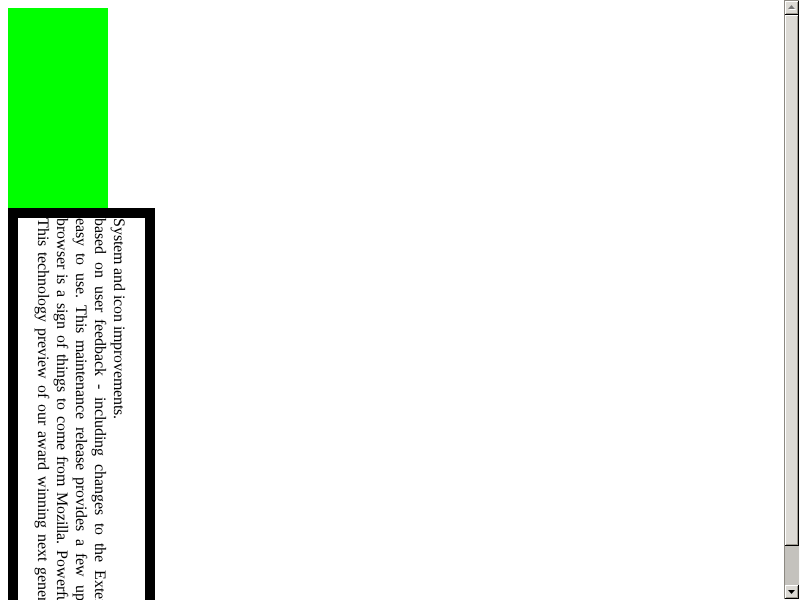 This technology preview of our award winning next gener
browser is a sign of things to come from Mozilla. Powerfu
easy to use. This maintenance release provides a few up
based on user feedback - including changes to the Exte
System and icon improvements.